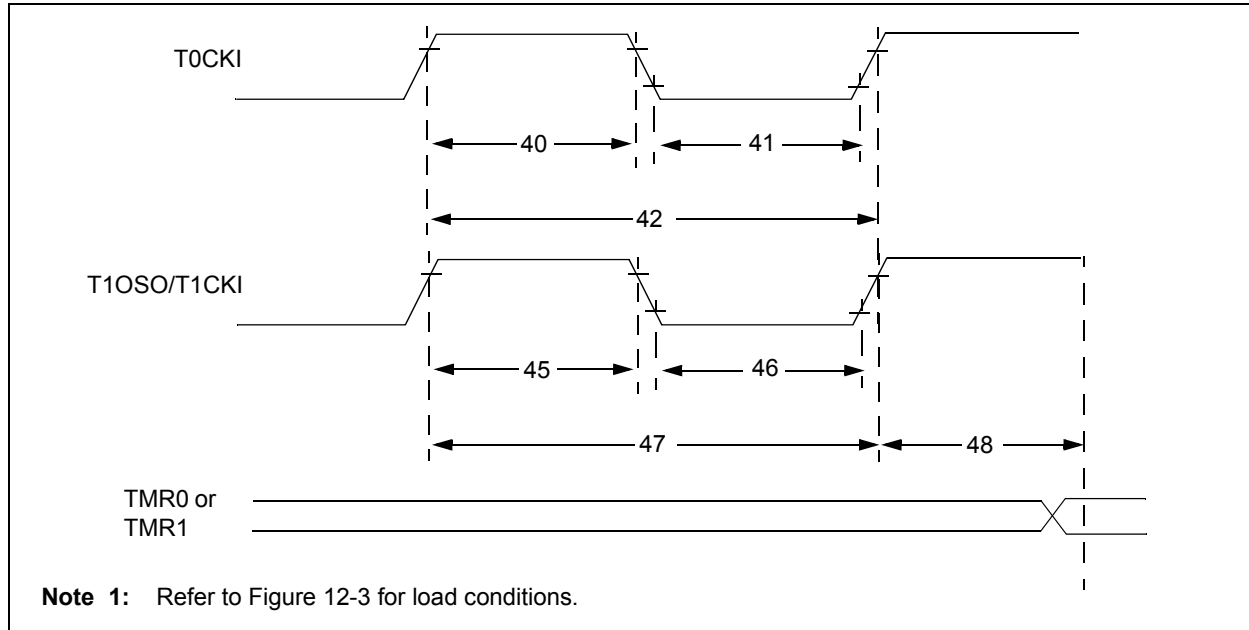 T0CKI
40
41
42
T1OSO/T1CKI
45
46
47
48
TMR0 or
TMR1
Note 1: Refer to Figure 12-3 for load conditions.